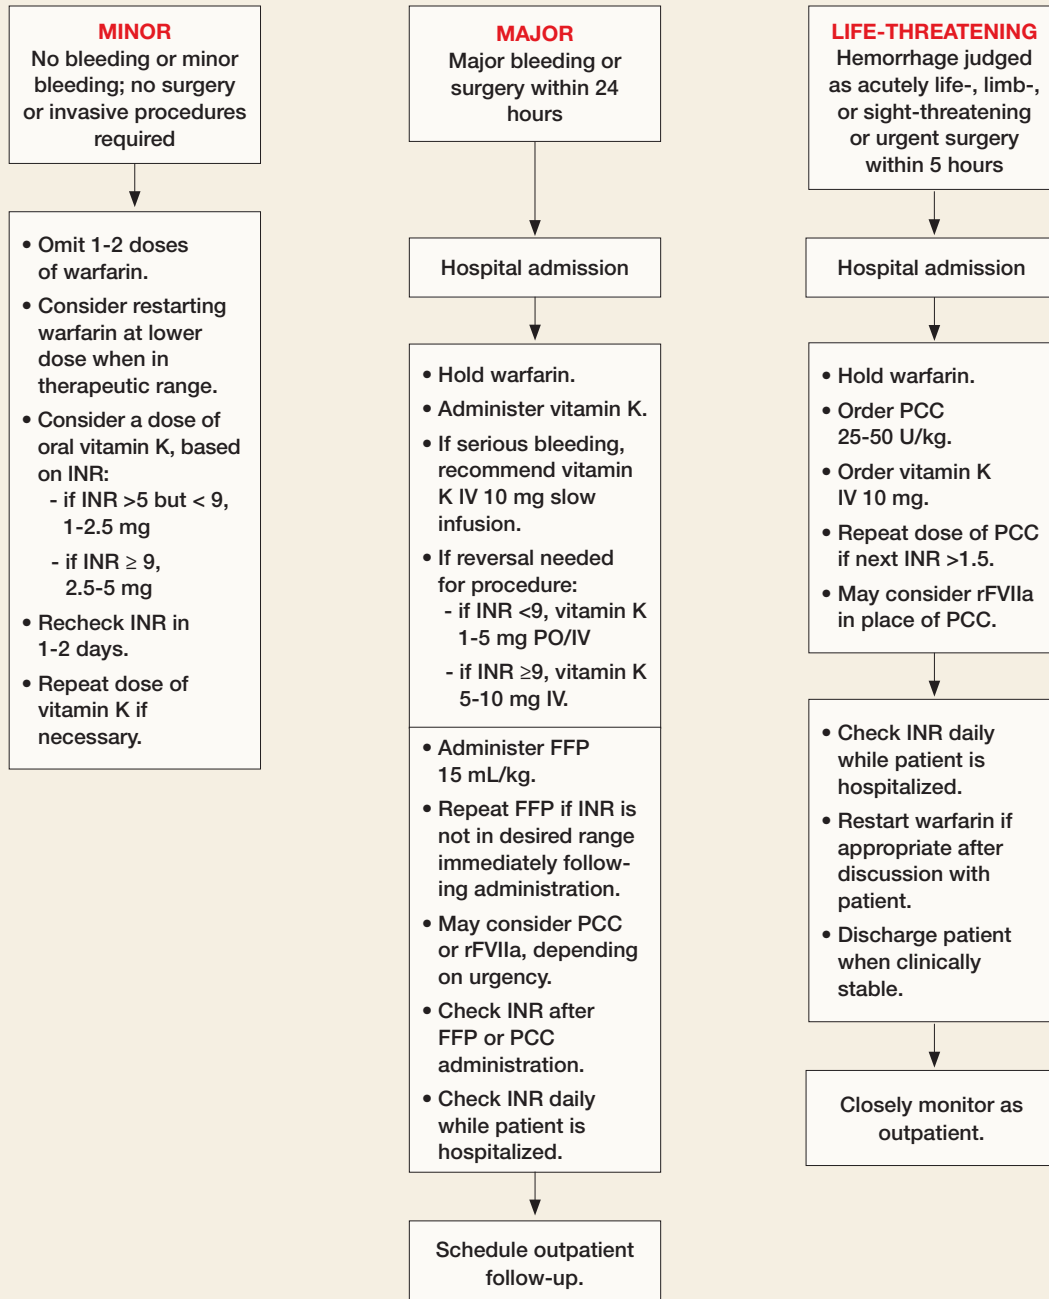 MINOR
No bleeding or minor
bleeding; no surgery
or invasive procedures
required
• Omit 1-2 doses
of warfarin.
• Consider restarting
warfarin at lower
dose when in
therapeutic range.
• Consider a dose of
oral vitamin K, based
on INR:
- if INR >5 but < 9,
1-2.5 mg
- if INR ≥ 9,
2.5-5 mg
• Recheck INR in
1-2 days.
• Repeat dose of
vitamin K if
necessary.
MAJOR
Major bleeding or
surgery within 24
hours
Hospital admission
• Hold warfarin.
• Administer vitamin K.
• If serious bleeding,
recommend vitamin
K IV 10 mg slow
infusion.
• If reversal needed
for procedure:
- if INR <9, vitamin K
1-5 mg PO/IV
- if INR ≥9, vitamin K
5-10 mg IV.
• Administer FFP
15 mL/kg.
• Repeat FFP if INR is
not in desired range
immediately follow-
ing administration.
• May consider PCC
or rFVIIa, depending
on urgency.
• Check INR after
FFP or PCC
administration.
• Check INR daily
while patient is
hospitalized.
Schedule outpatient
follow-up.
LIFE-THREATENING
Hemorrhage judged
as acutely life-, limb-,
or sight-threatening
or urgent surgery
within 5 hours
Hospital admission
• Hold warfarin.
• Order PCC
25-50 U/kg.
• Order vitamin K
IV 10 mg.
• Repeat dose of PCC
if next INR >1.5.
• May consider rFVIIa
in place of PCC.
• Check INR daily
while patient is
hospitalized.
• Restart warfarin if
appropriate after
discussion with
patient.
• Discharge patient
when clinically
stable.
Closely monitor as
outpatient.